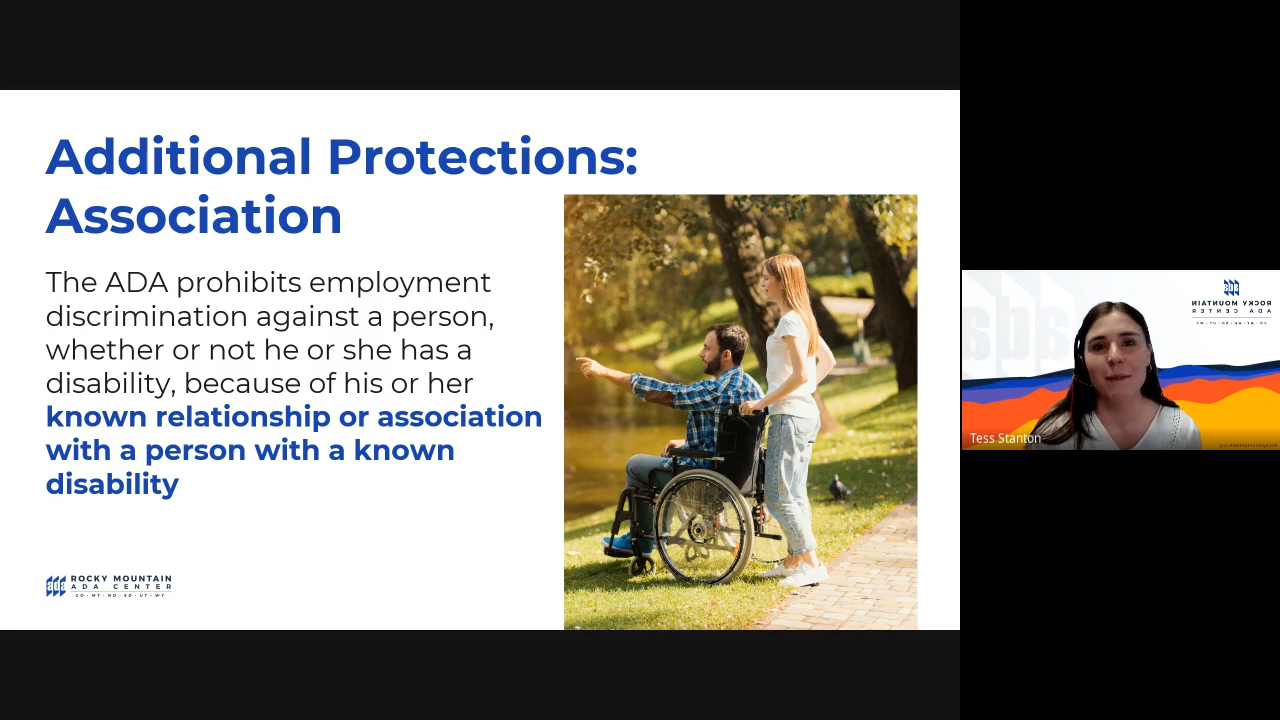 Additional Protections:
Association
The ADA prohibits employment
discrimination against a person,
whether or not he or she has a
disability, because of his or her
known relationship or association
with a person with a known
disability
ada
ROCKY MOUNTAIN
ADA CENTER
CO · MT · ND · SD · UT · WY
ada
ROCKY MOUNTAIN
ADA CENTER
Tess Stanton